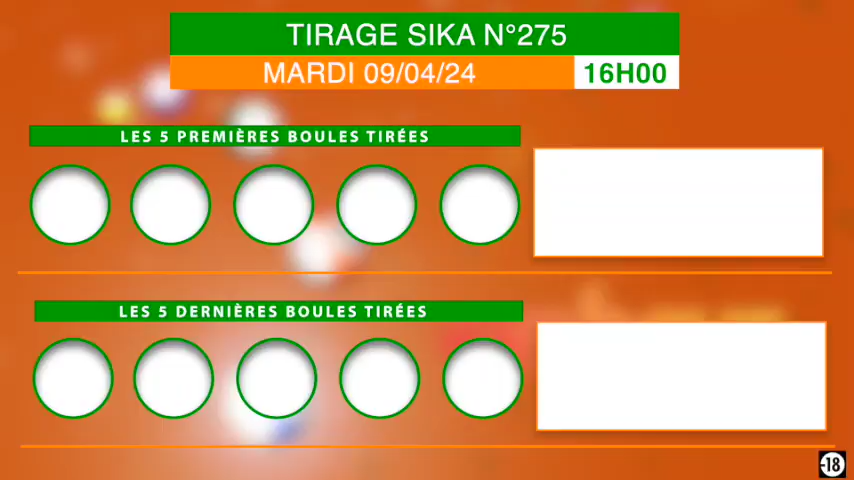 TIRAGE SIKA N°275
MARDI 09/04/24 16H00
LES 5 PREMIÈRES BOULES TIRÉES
LES 5 DERNIÈRES BOULES TIRÉES
-18